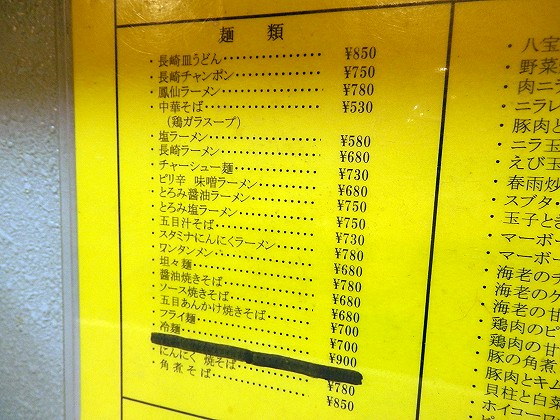 麺 類
・長崎皿うどん ¥850
・長崎チャンポン ¥750
・鳳仙ラーメン ¥780
・中華そば ¥530
（鶏ガラスープ）
・塩ラーメン ¥580
・長崎ラーメン ¥680
・チャーシュー麺 ¥730
・ピリ辛 味噌ラーメン ¥680
・とろみ醤油ラーメン ¥750
・とろみ塩ラーメン ¥750
・五目汁そば ¥730
・スタミナにんにくラーメン ¥780
・ワンタンメン ¥680
・坦々麺 ¥780
・醤油焼きそば ¥680
・ソース焼きそば ¥680
・五目あんかけ焼きそば ¥700
・フライ麺 ¥700
・冷麺 ¥900
・にんにく 焼そば ¥780
・角煮そば ¥850
・八宝
・野菜
・肉ニラ
・ニラレ
・豚肉と
・ニラ玉
・えび玉
・春雨炒
・スブタ・
・玉子と
・マーボー
・マーボー
・海老のチ
・海老の
・海老の甘
・鶏肉のピ
・鶏肉の甘
・豚の角煮
・豚肉とキム
・貝柱と白菜
・ホイコー